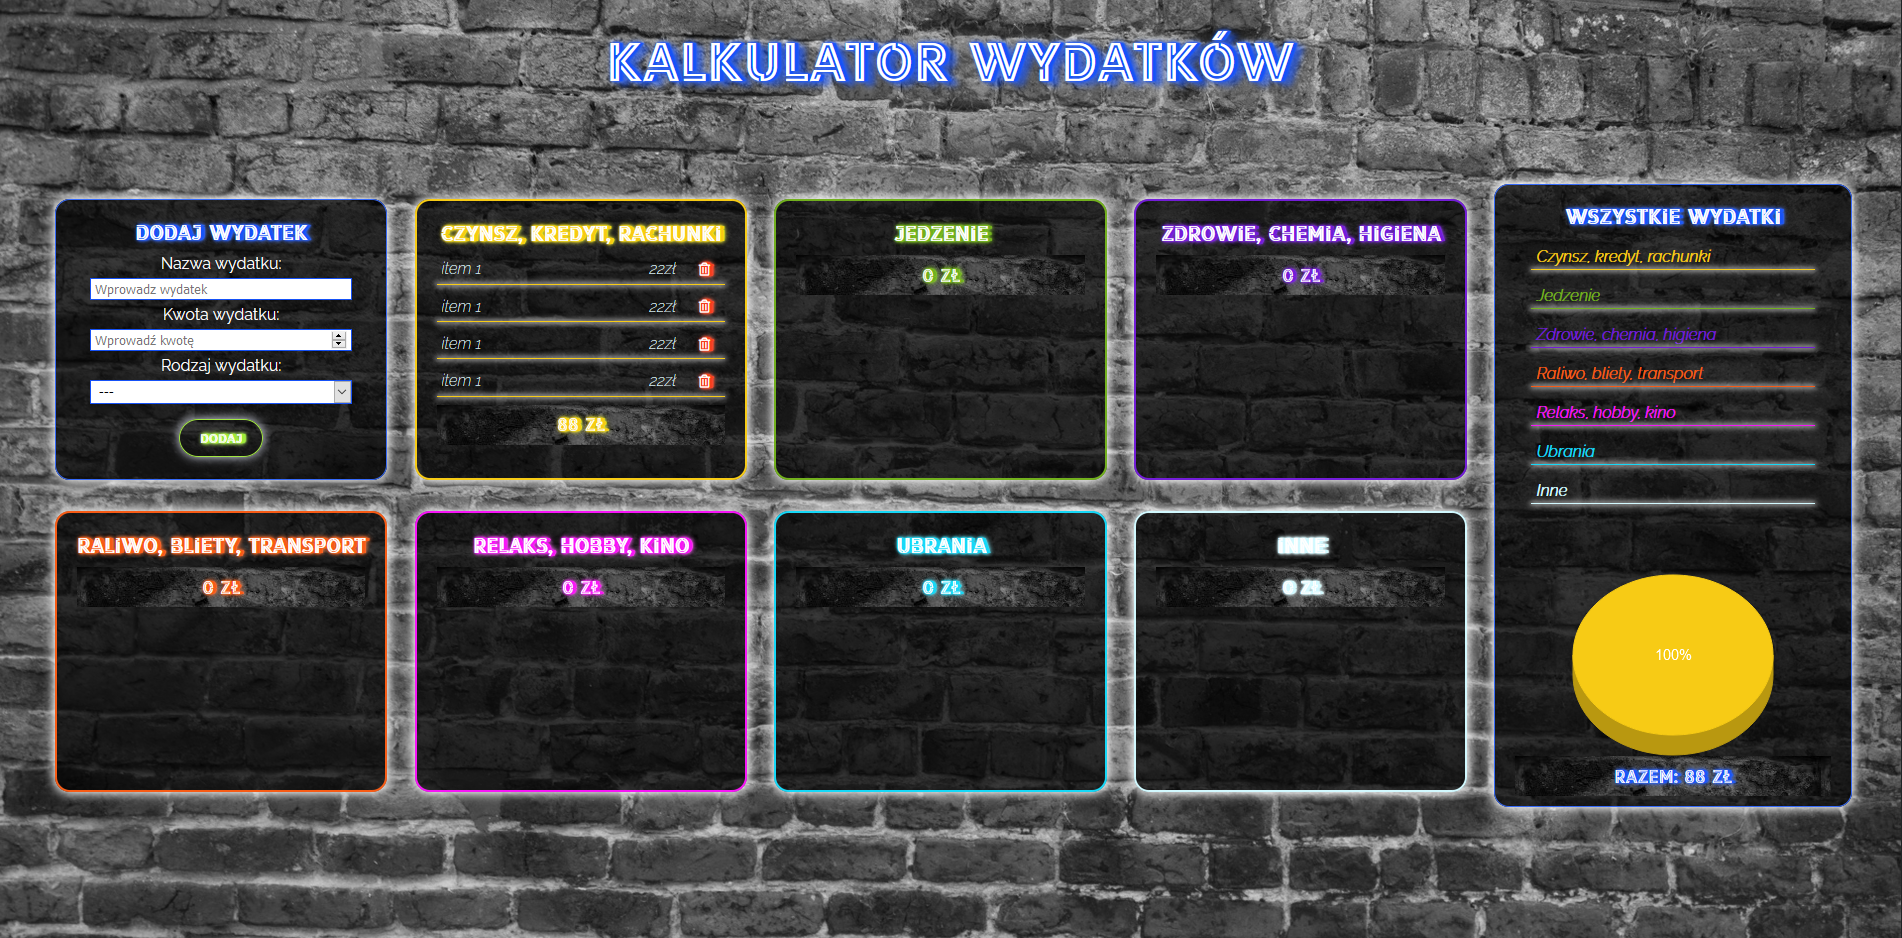 KALKULATOR WYDATKÓW
DODAJ WYDATEK
Nazwa wydatku:
Wprowadz wydatek
Kwota wydatku:
Wprowadź kwotę
Rodzaj wydatku:
---
DODAJ
CZYNSZ, KREDYT, RACHUNKI
item 1 22zł
item 1 22zł
item 1 22zł
item 1 22zł
88 ZŁ
JEDZENIE
0 ZŁ
ZDROWIE, CHEMIA, HIGIENA
0 ZŁ
RALIWO, BLIETY, TRANSPORT
0 ZŁ
RELAKS, HOBBY, KINO
0 ZŁ
UBRANIA
0 ZŁ
INNE
0 ZŁ
WSZYSTKIE WYDATKI
Czynsz, kredyt, rachunki
Jedzenie
Zdrowie, chemia, higiena
Raliwo, bliety, transport
Relaks, hobby, kino
Ubrania
Inne
100%
RAZEM: 88 ZŁ